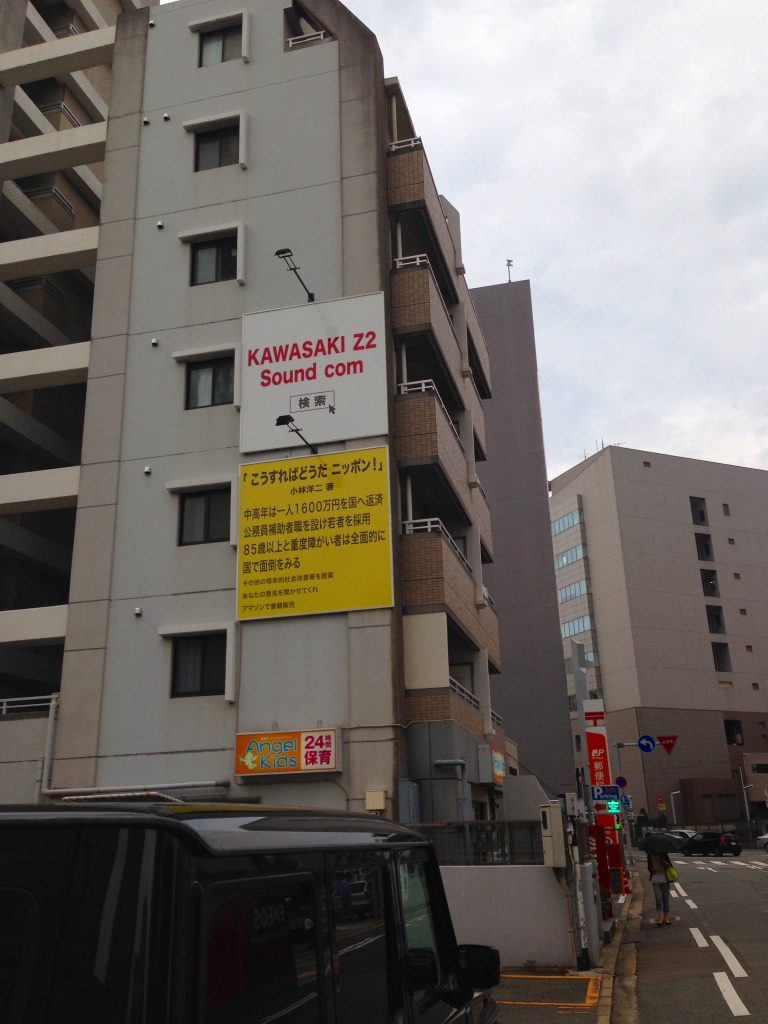 KAWASAKI Z2
Sound com
検索
「こうすればどうだ ニッポン!」
小林洋二 著
中高年は一人1600万円を国へ返済
公務員補助者職を設け若者を採用
85歳以上と重度障がい者は全面的に
国で面倒をみる
その他の根本的社会改善案を提案
あなたの意見を聞かせてくれ
アマゾンで書籍販売
Angel Kids
24時間
保育
郵便局
Parking
空
ENEOS